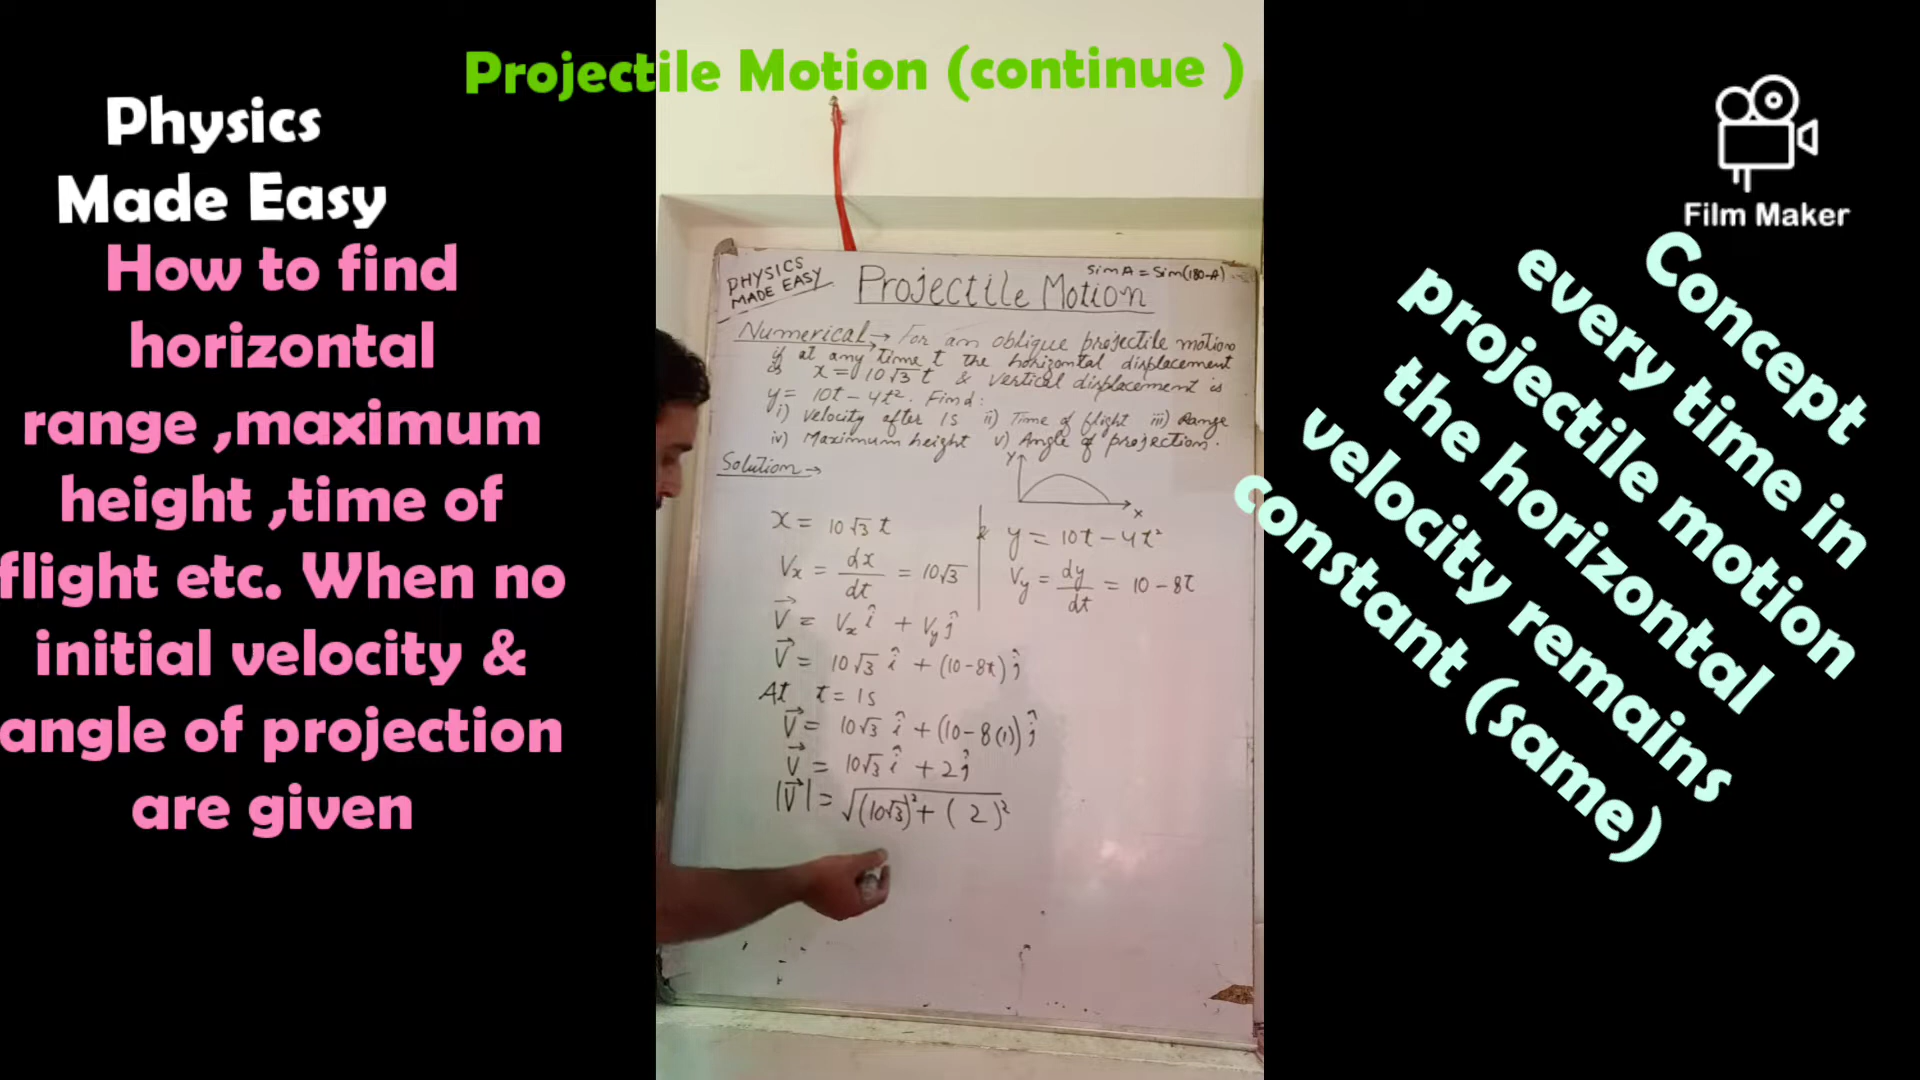 Projectile Motion (continue )
Physics
Made Easy
How to find
horizontal
range ,maximum
height ,time of
flight etc. When no
initial velocity &
angle of projection
are given
PHYSICS
MADE EASY
Projectile Motion
sin A = Sin(180-A)
Numerical → For an oblique projectile motion
if at any time t the horizontal displacement
is x = 10√3 t & vertical displacement is
y = 10t - 4t². Find:
i) Velocity after 1s ii) Time of flight iii) Range
iv) Maximum height v) Angle of projection.
Solution →
Y
X
x = 10√3 t
& y = 10t - 4t²
Vx = dx/dt = 10√3
Vy = dy/dt = 10 - 8t
V⃗ = Vx î + Vy ĵ
V⃗ = 10√3 î + (10-8t) ĵ
At t = 1s
V⃗ = 10√3 î + (10-8(1)) ĵ
V⃗ = 10√3 î + 2ĵ
|V⃗| = √(10√3)² + (2)²
Film Maker
Concept
every time in
projectile motion
the horizontal
velocity remains
constant (same)